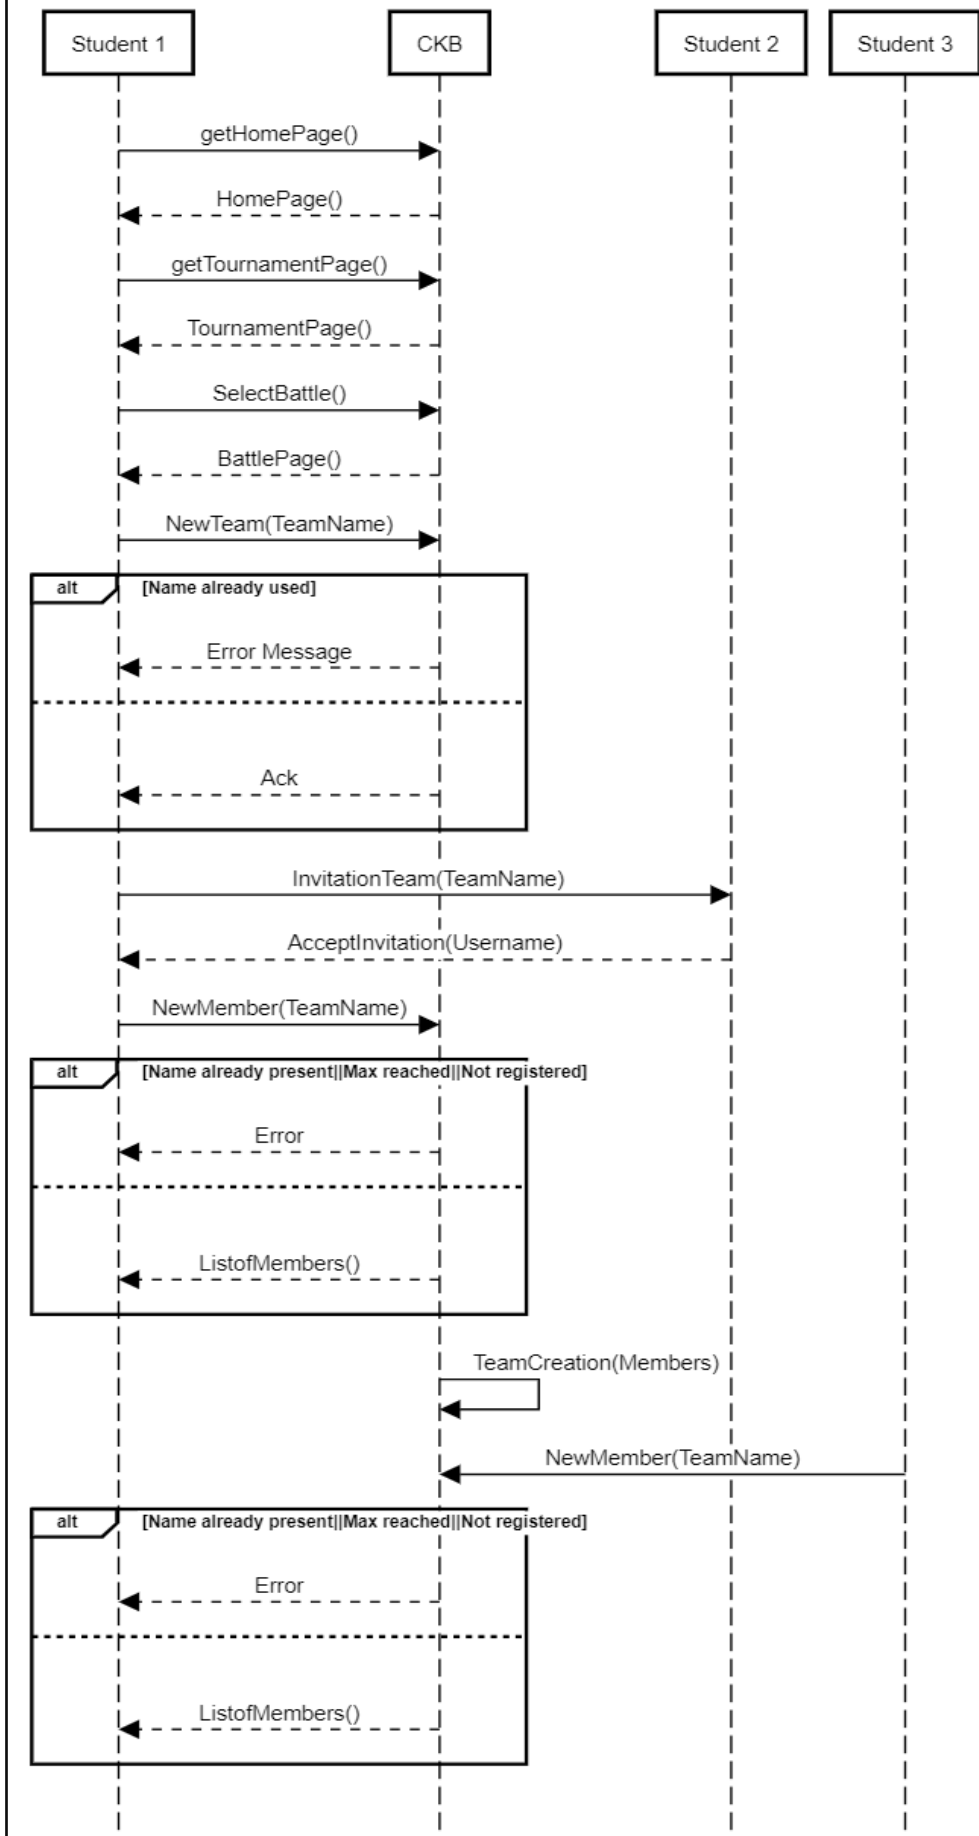 Student 1
CKB
Student 2
Student 3
getHomePage()
HomePage()
getTournamentPage()
TournamentPage()
SelectBattle()
BattlePage()
NewTeam(TeamName)
alt
[Name already used]
Error Message
Ack
InvitationTeam(TeamName)
AcceptInvitation(Username)
NewMember(TeamName)
alt
[Name already present||Max reached||Not registered]
Error
ListofMembers()
TeamCreation(Members)
NewMember(TeamName)
alt
[Name already present||Max reached||Not registered]
Error
ListofMembers()